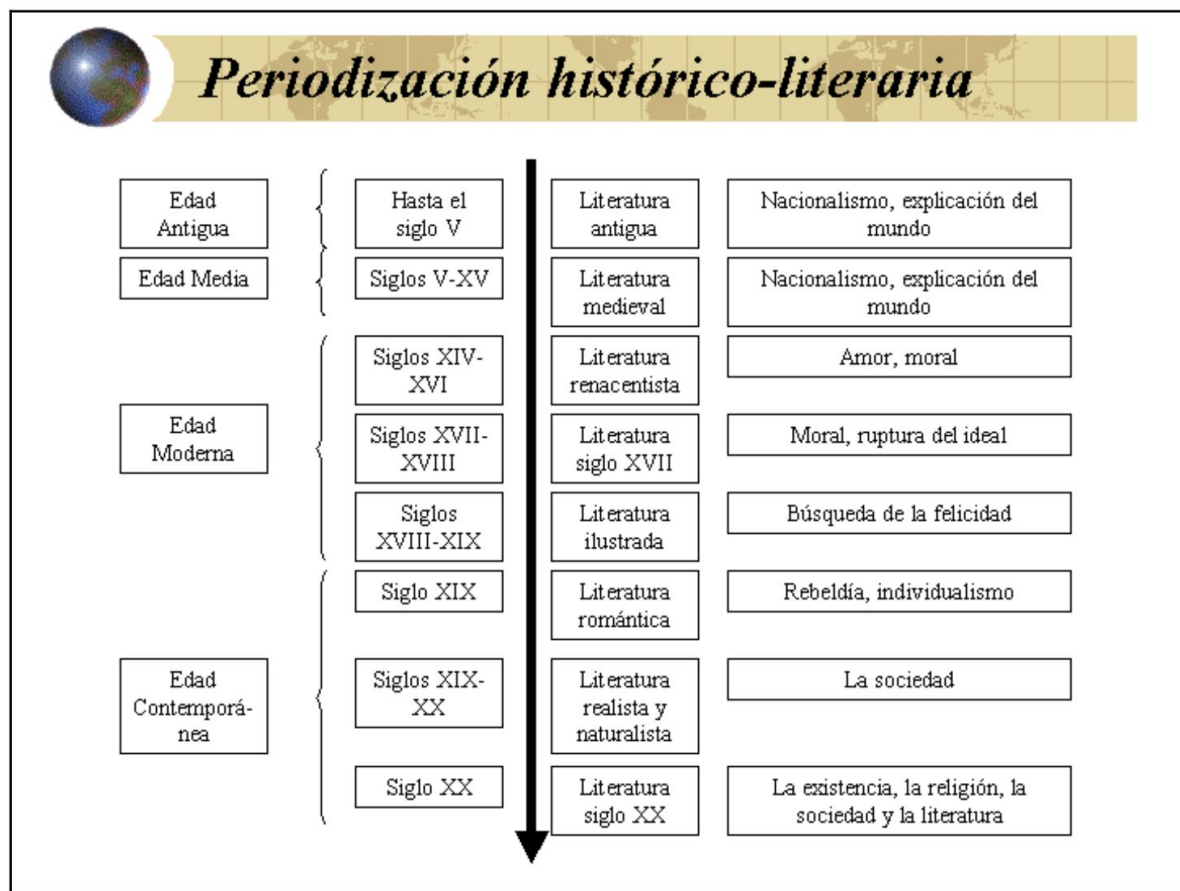 Periodización histórico-literaria
Edad
Antigua
Hasta el
siglo V
Literatura
antigua
Nacionalismo, explicación del
mundo
Edad Media
Siglos V-XV
Literatura
medieval
Nacionalismo, explicación del
mundo
Edad
Moderna
Siglos XIV-
XVI
Literatura
renacentista
Amor, moral
Siglos XVII-
XVIII
Literatura
siglo XVII
Moral, ruptura del ideal
Siglos
XVIII-XIX
Literatura
ilustrada
Búsqueda de la felicidad
Edad
Contemporá-
nea
Siglo XIX
Literatura
romántica
Rebeldía, individualismo
Siglos XIX-
XX
Literatura
realista y
naturalista
La sociedad
Siglo XX
Literatura
siglo XX
La existencia, la religión, la
sociedad y la literatura